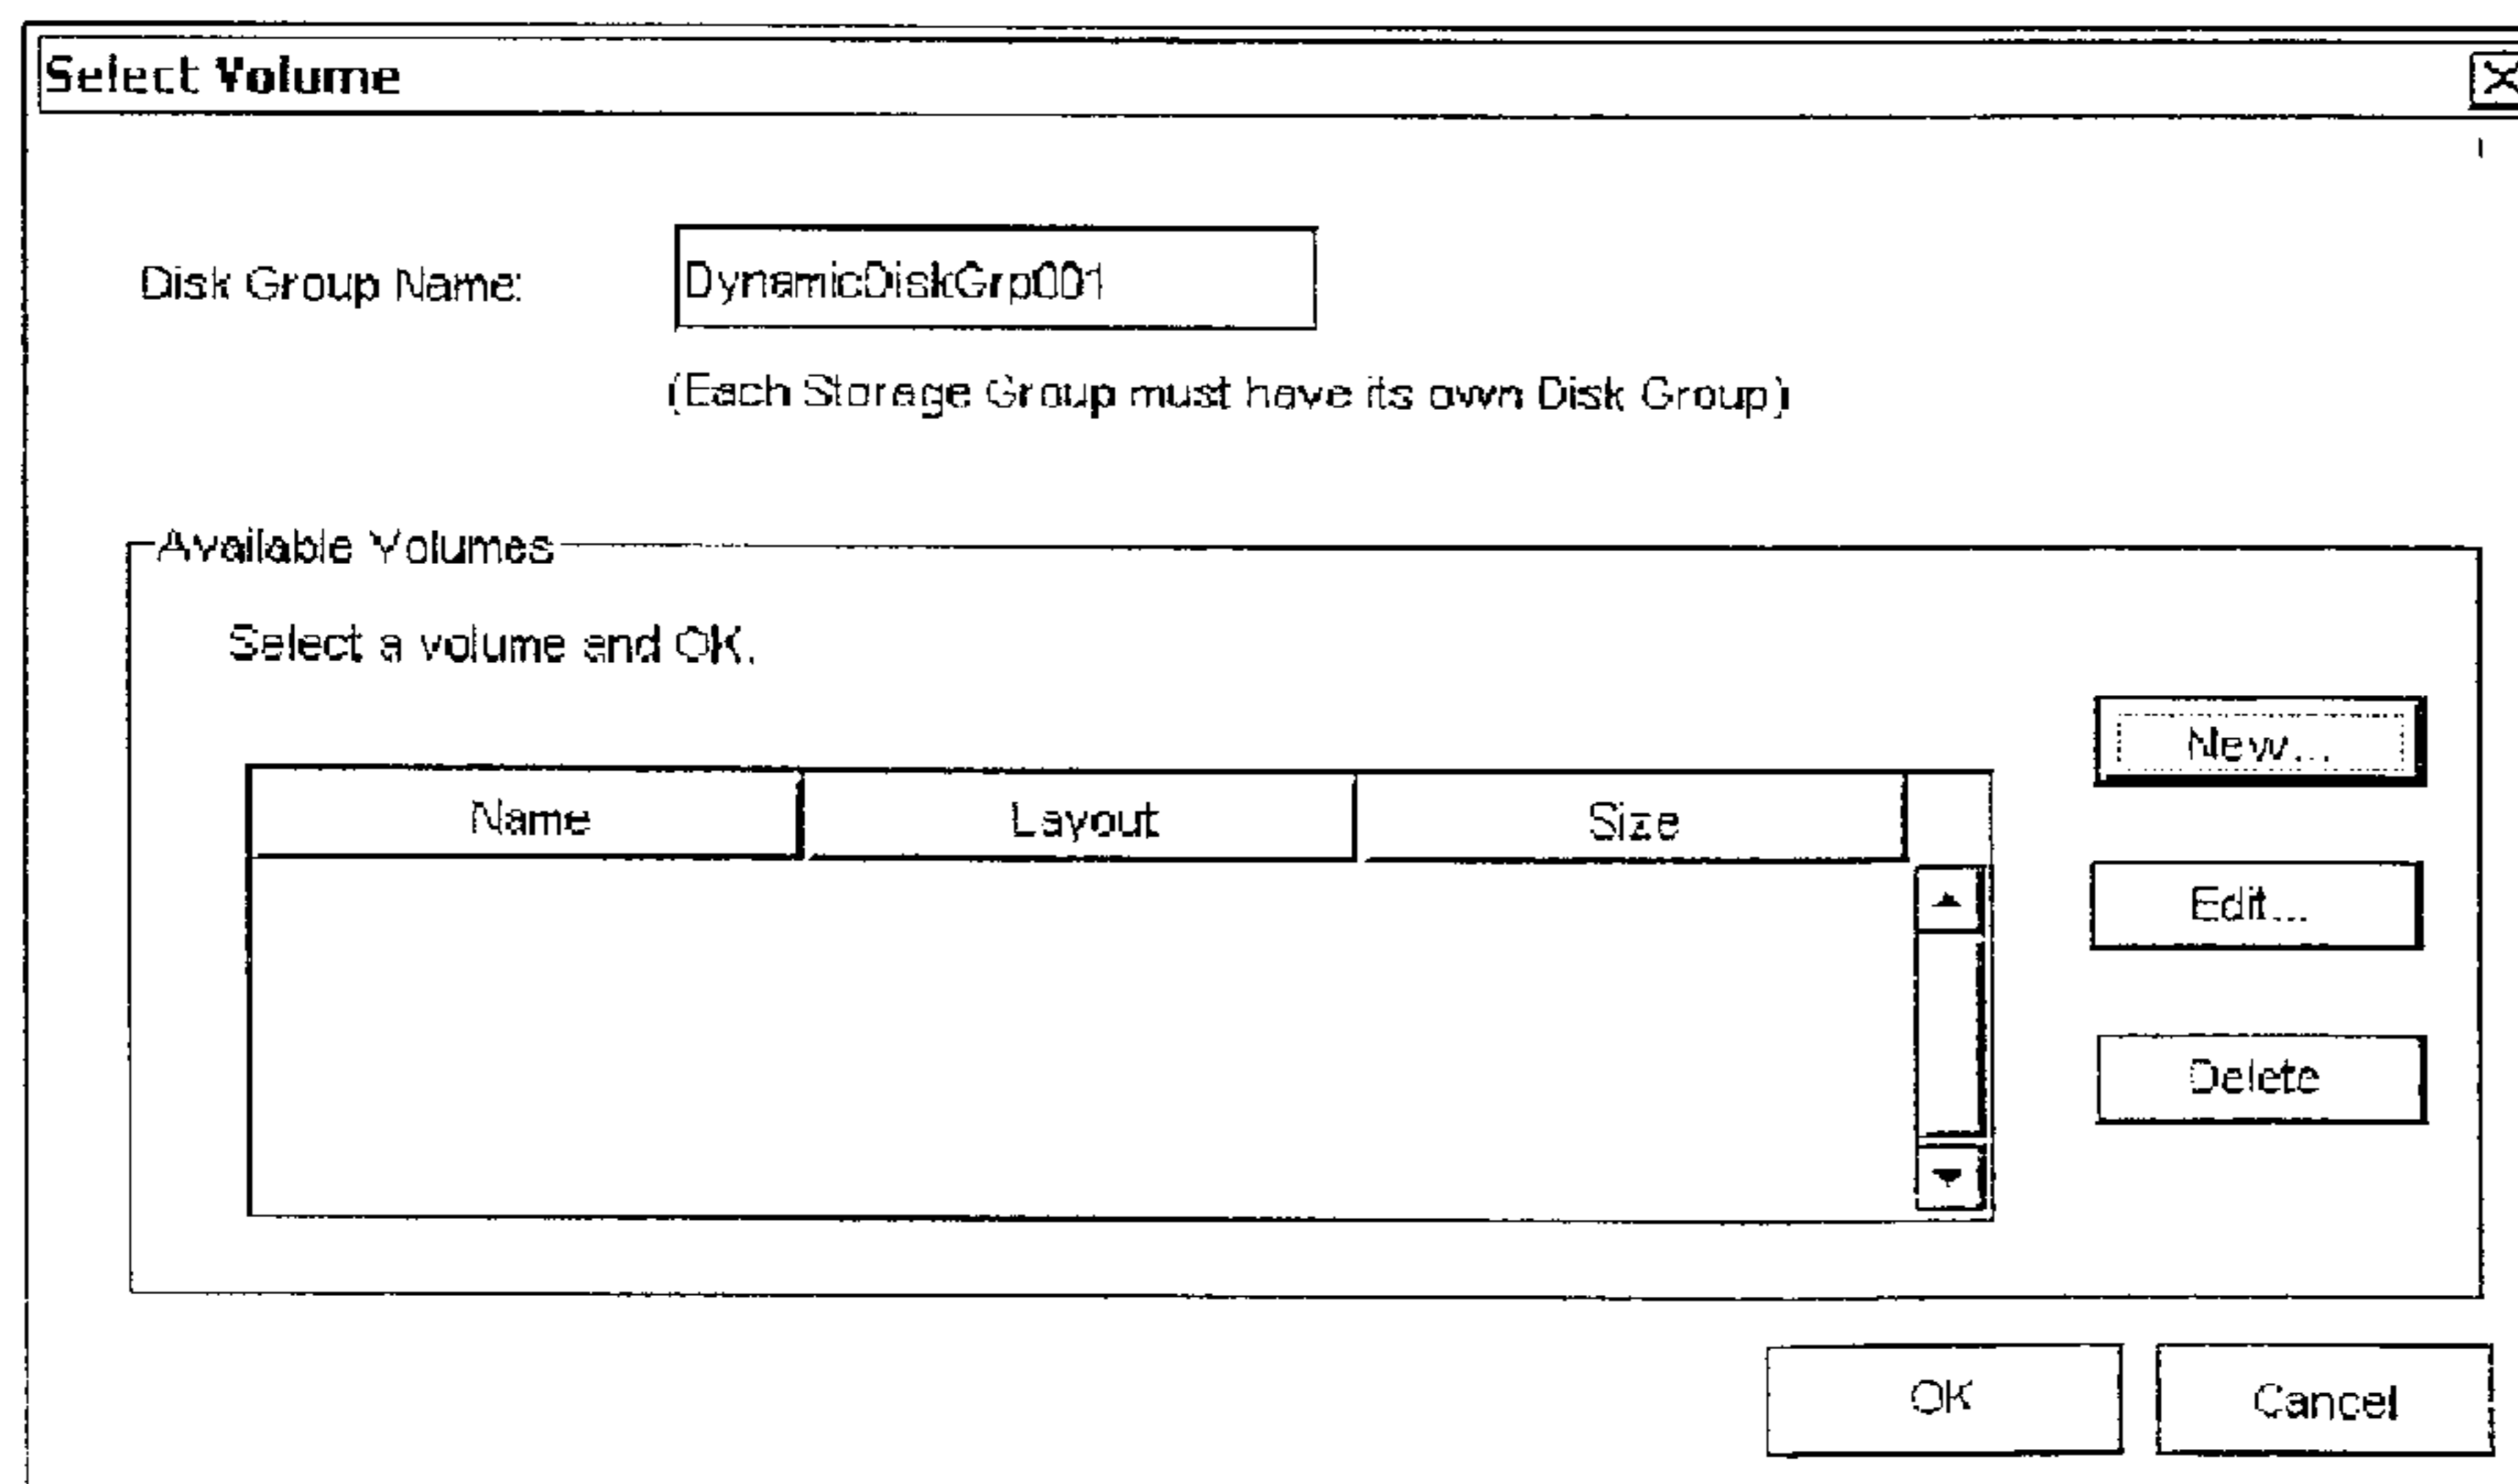 Select Volume
Disk Group Name: DynamicDiskGrp001
(Each Storage Group must have its own Disk Group)
Available Volumes
Select a volume and OK.
New...
Name Layout Size
Edit...
Delete
OK Cancel